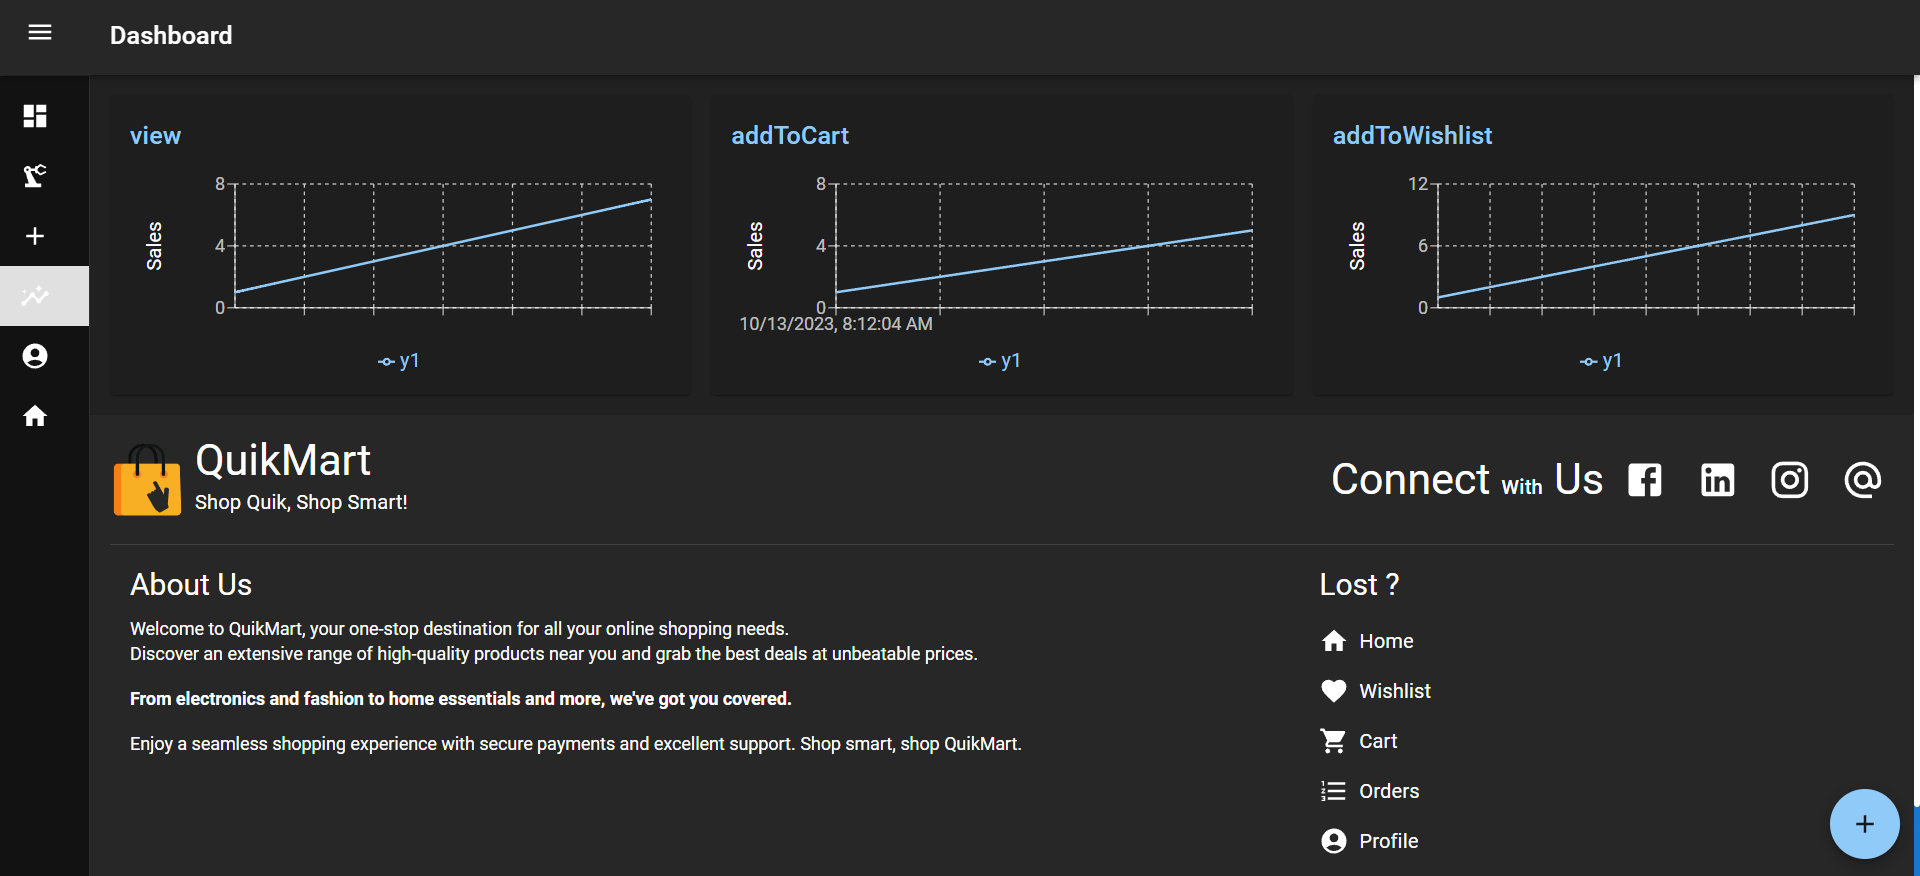 Dashboard
view
8
4
0
Sales
y1
addToCart
8
4
0
Sales
10/13/2023, 8:12:04 AM
y1
addToWishlist
12
6
0
Sales
y1
QuikMart
Shop Quik, Shop Smart!
Connect With Us
About Us
Welcome to QuikMart, your one-stop destination for all your online shopping needs.
Discover an extensive range of high-quality products near you and grab the best deals at unbeatable prices.
From electronics and fashion to home essentials and more, we've got you covered.
Enjoy a seamless shopping experience with secure payments and excellent support. Shop smart, shop QuikMart.
Lost ?
Home
Wishlist
Cart
Orders
Profile